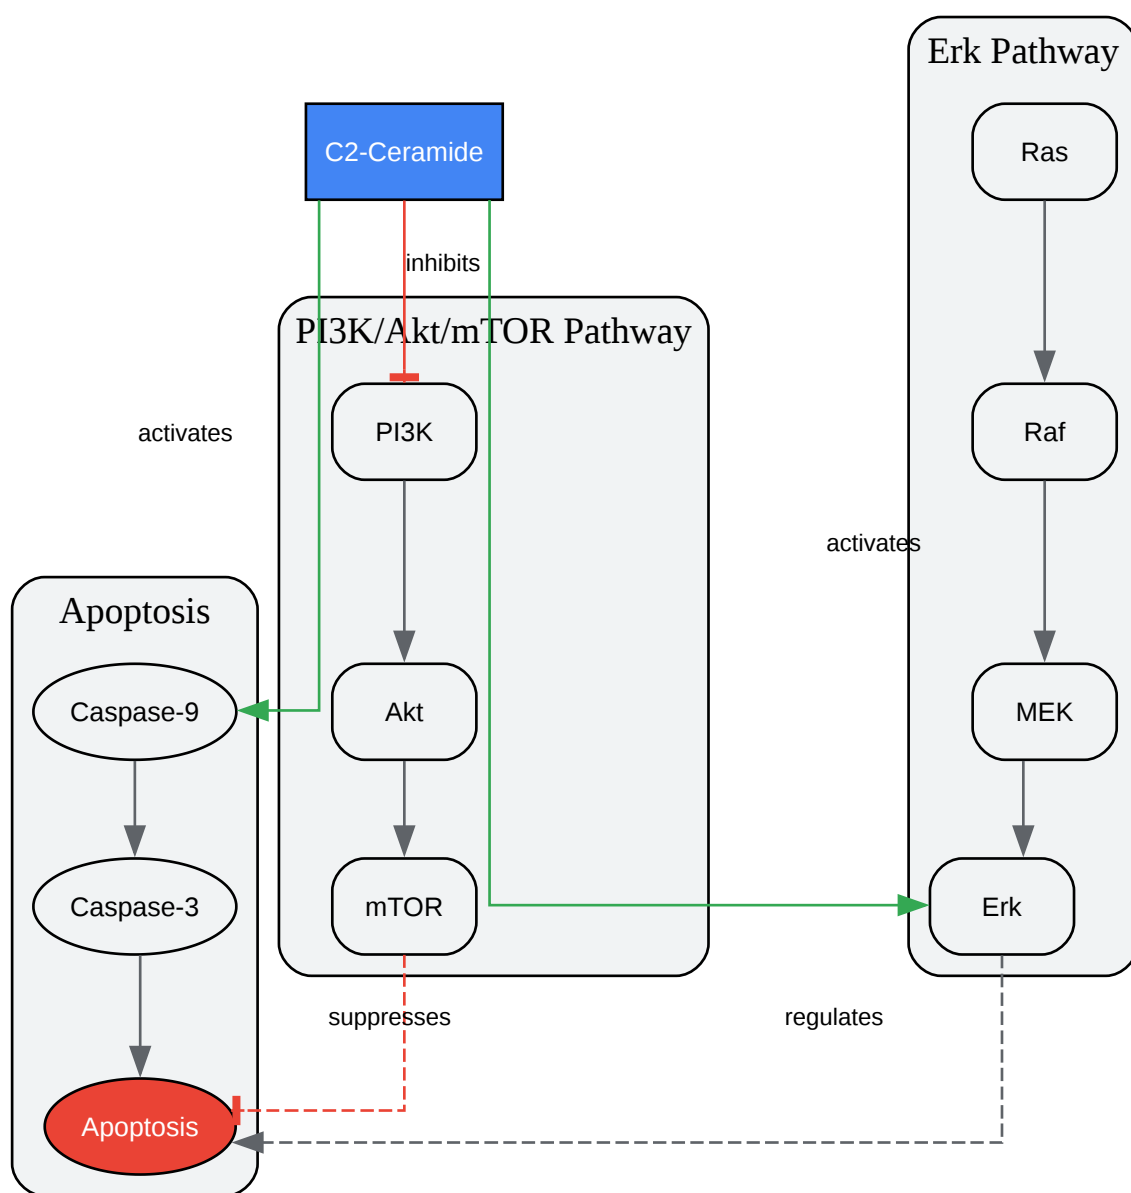 Erk Pathway
C2-Ceramide
Ras
inhibits
PI3K/Akt/mTOR Pathway
activates
PI3K
Raf
activates
Apoptosis
Caspase-9
Akt
MEK
Caspase-3
mTOR
Erk
suppresses
regulates
Apoptosis